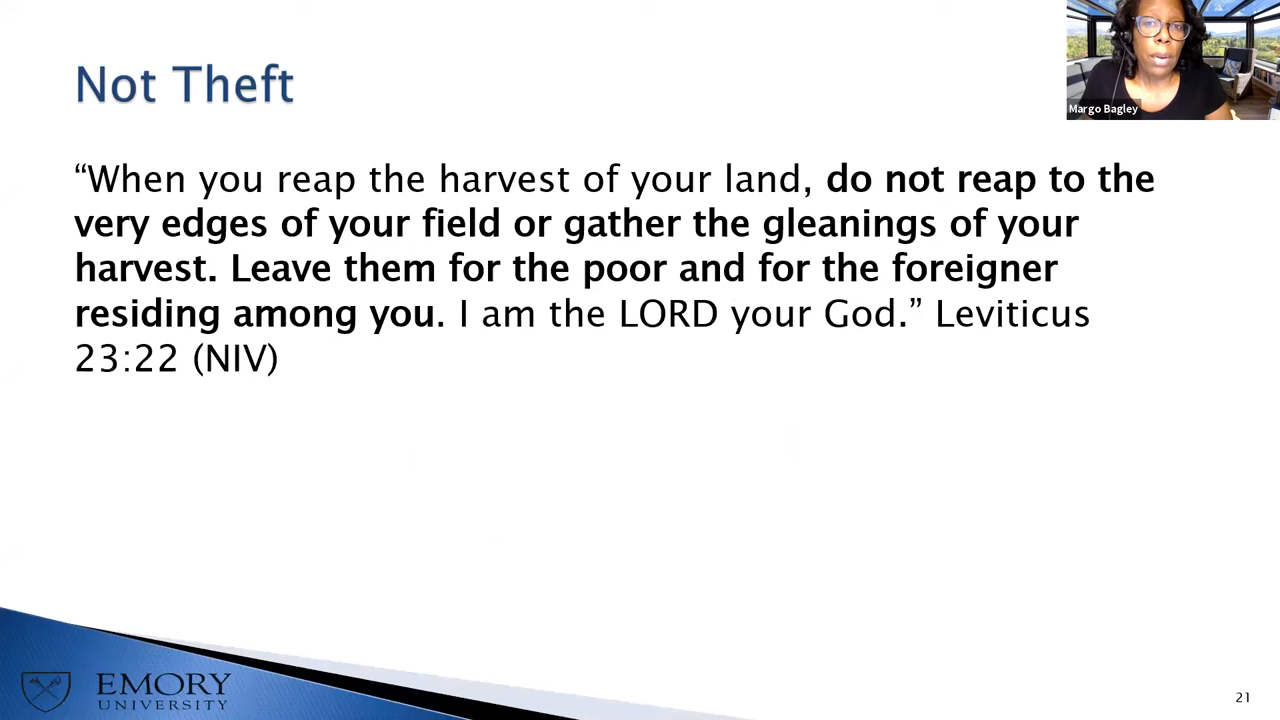 Not Theft
Margo Bagley
“When you reap the harvest of your land, do not reap to the
very edges of your field or gather the gleanings of your
harvest. Leave them for the poor and for the foreigner
residing among you. I am the LORD your God.” Leviticus
23:22 (NIV)
EMORY
UNIVERSITY
21